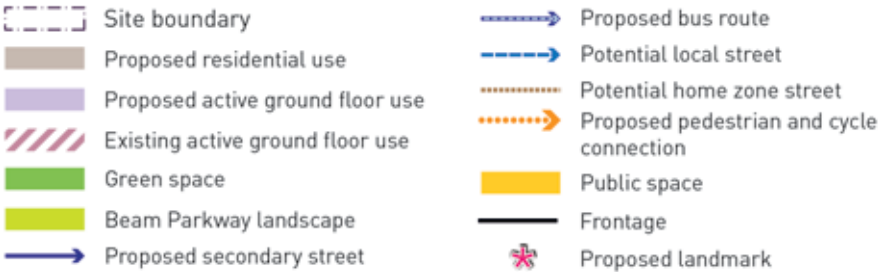 Site boundary
Proposed residential use
Proposed active ground floor use
Existing active ground floor use
Green space
Beam Parkway landscape
Proposed secondary street
Proposed bus route
Potential local street
Potential home zone street
Proposed pedestrian and cycle
connection
Public space
Frontage
Proposed landmark